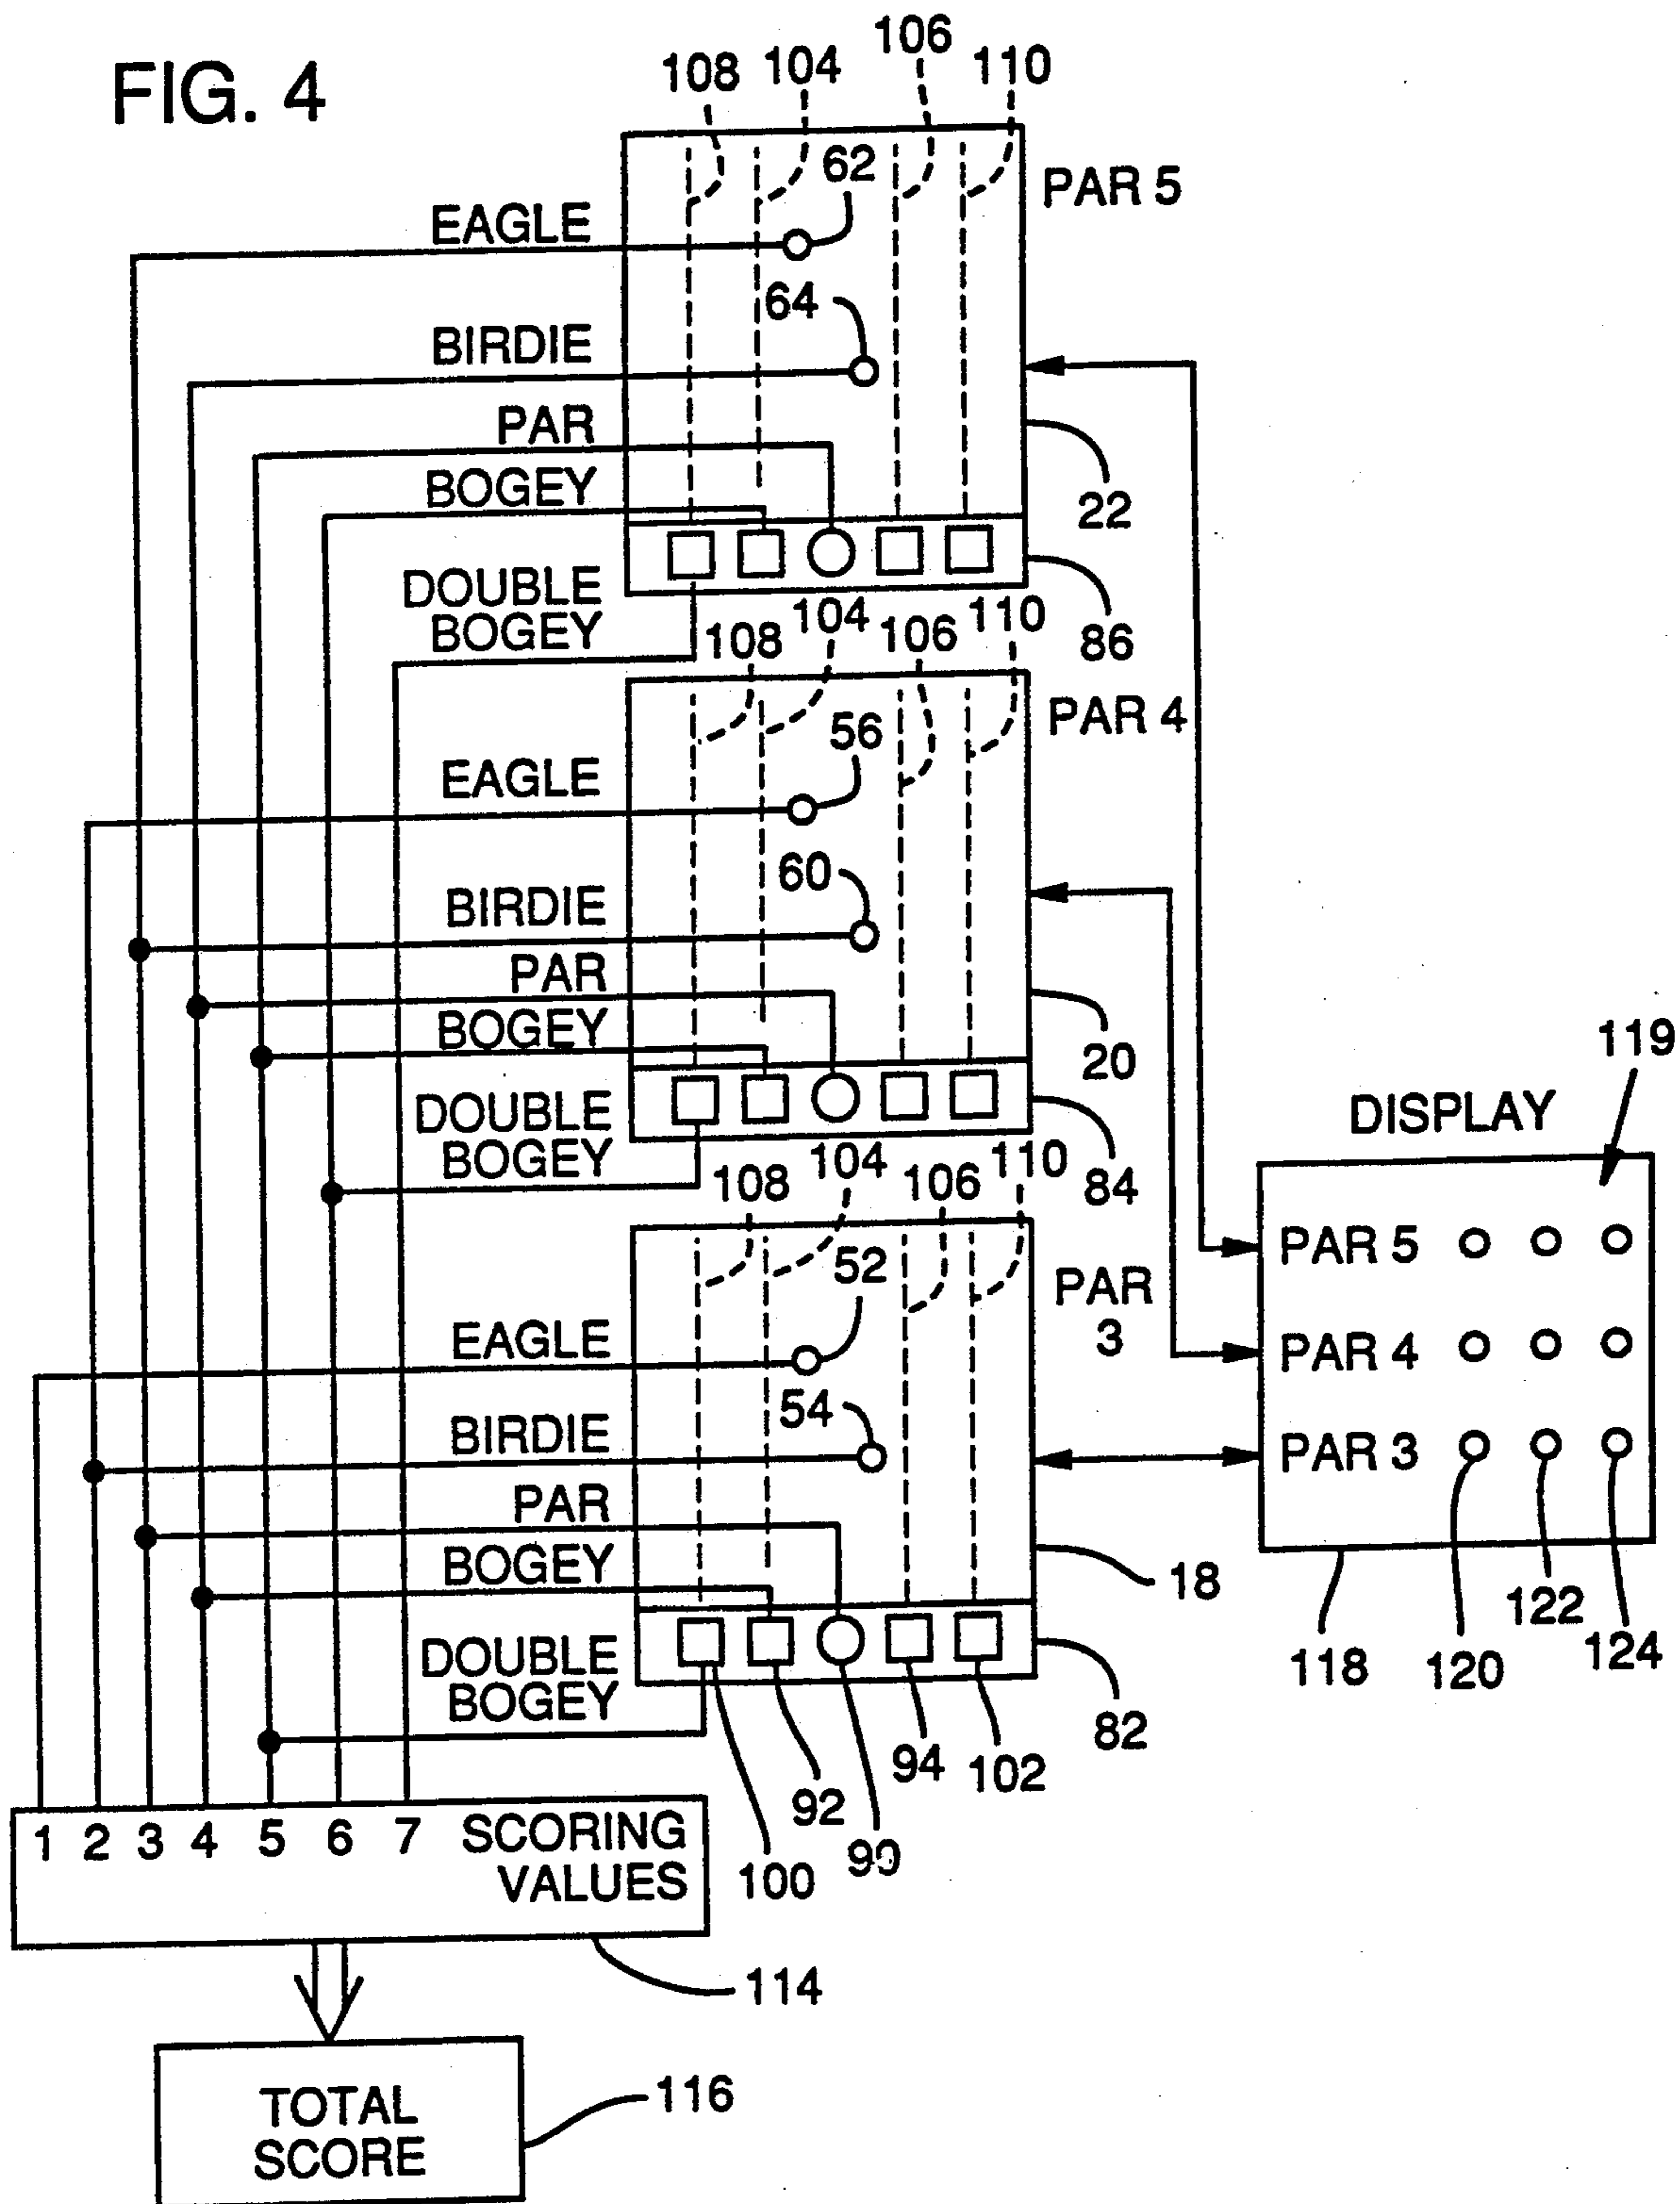 FIG. 4
108 104 106 110
62
PAR 5
EAGLE
64
BIRDIE
PAR
BOGEY
22
DOUBLE
BOGEY
86
108 104 106 110
PAR 4
56
EAGLE
60
BIRDIE
PAR
BOGEY
20
DOUBLE
BOGEY
84
108 104 106 110
52
PAR
3
EAGLE
54
BIRDIE
PAR
BOGEY
18
DOUBLE
BOGEY
82
100 92 90 94 102
119
DISPLAY
PAR 5
PAR 4
PAR 3
118 120 122 124
1 2 3 4 5 6 7 SCORING
VALUES
114
TOTAL
SCORE
116